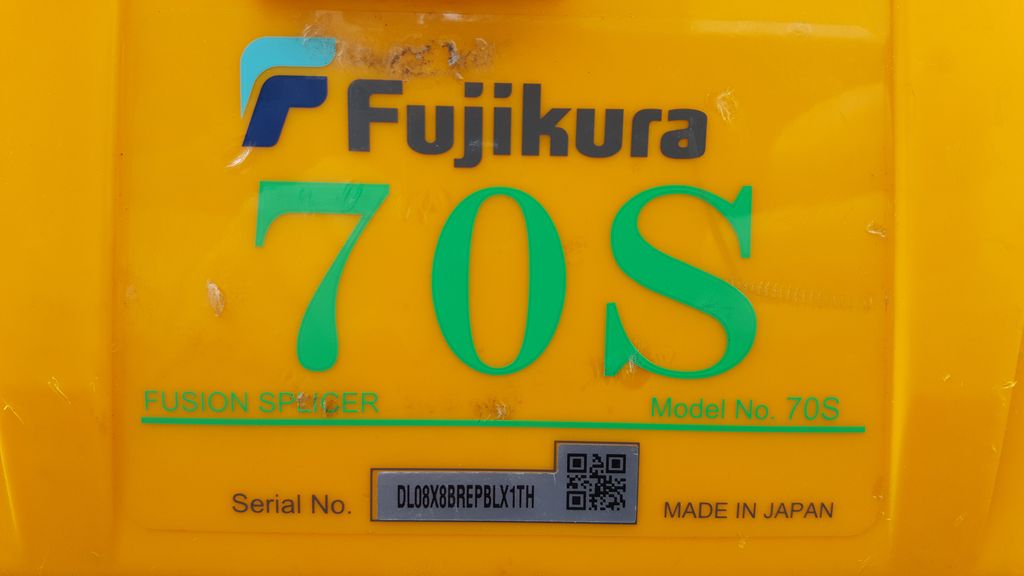 Fujikura
70S
FUSION SPLICER
Model No. 70S
Serial No. DL08X8BREPBLX1TH
MADE IN JAPAN